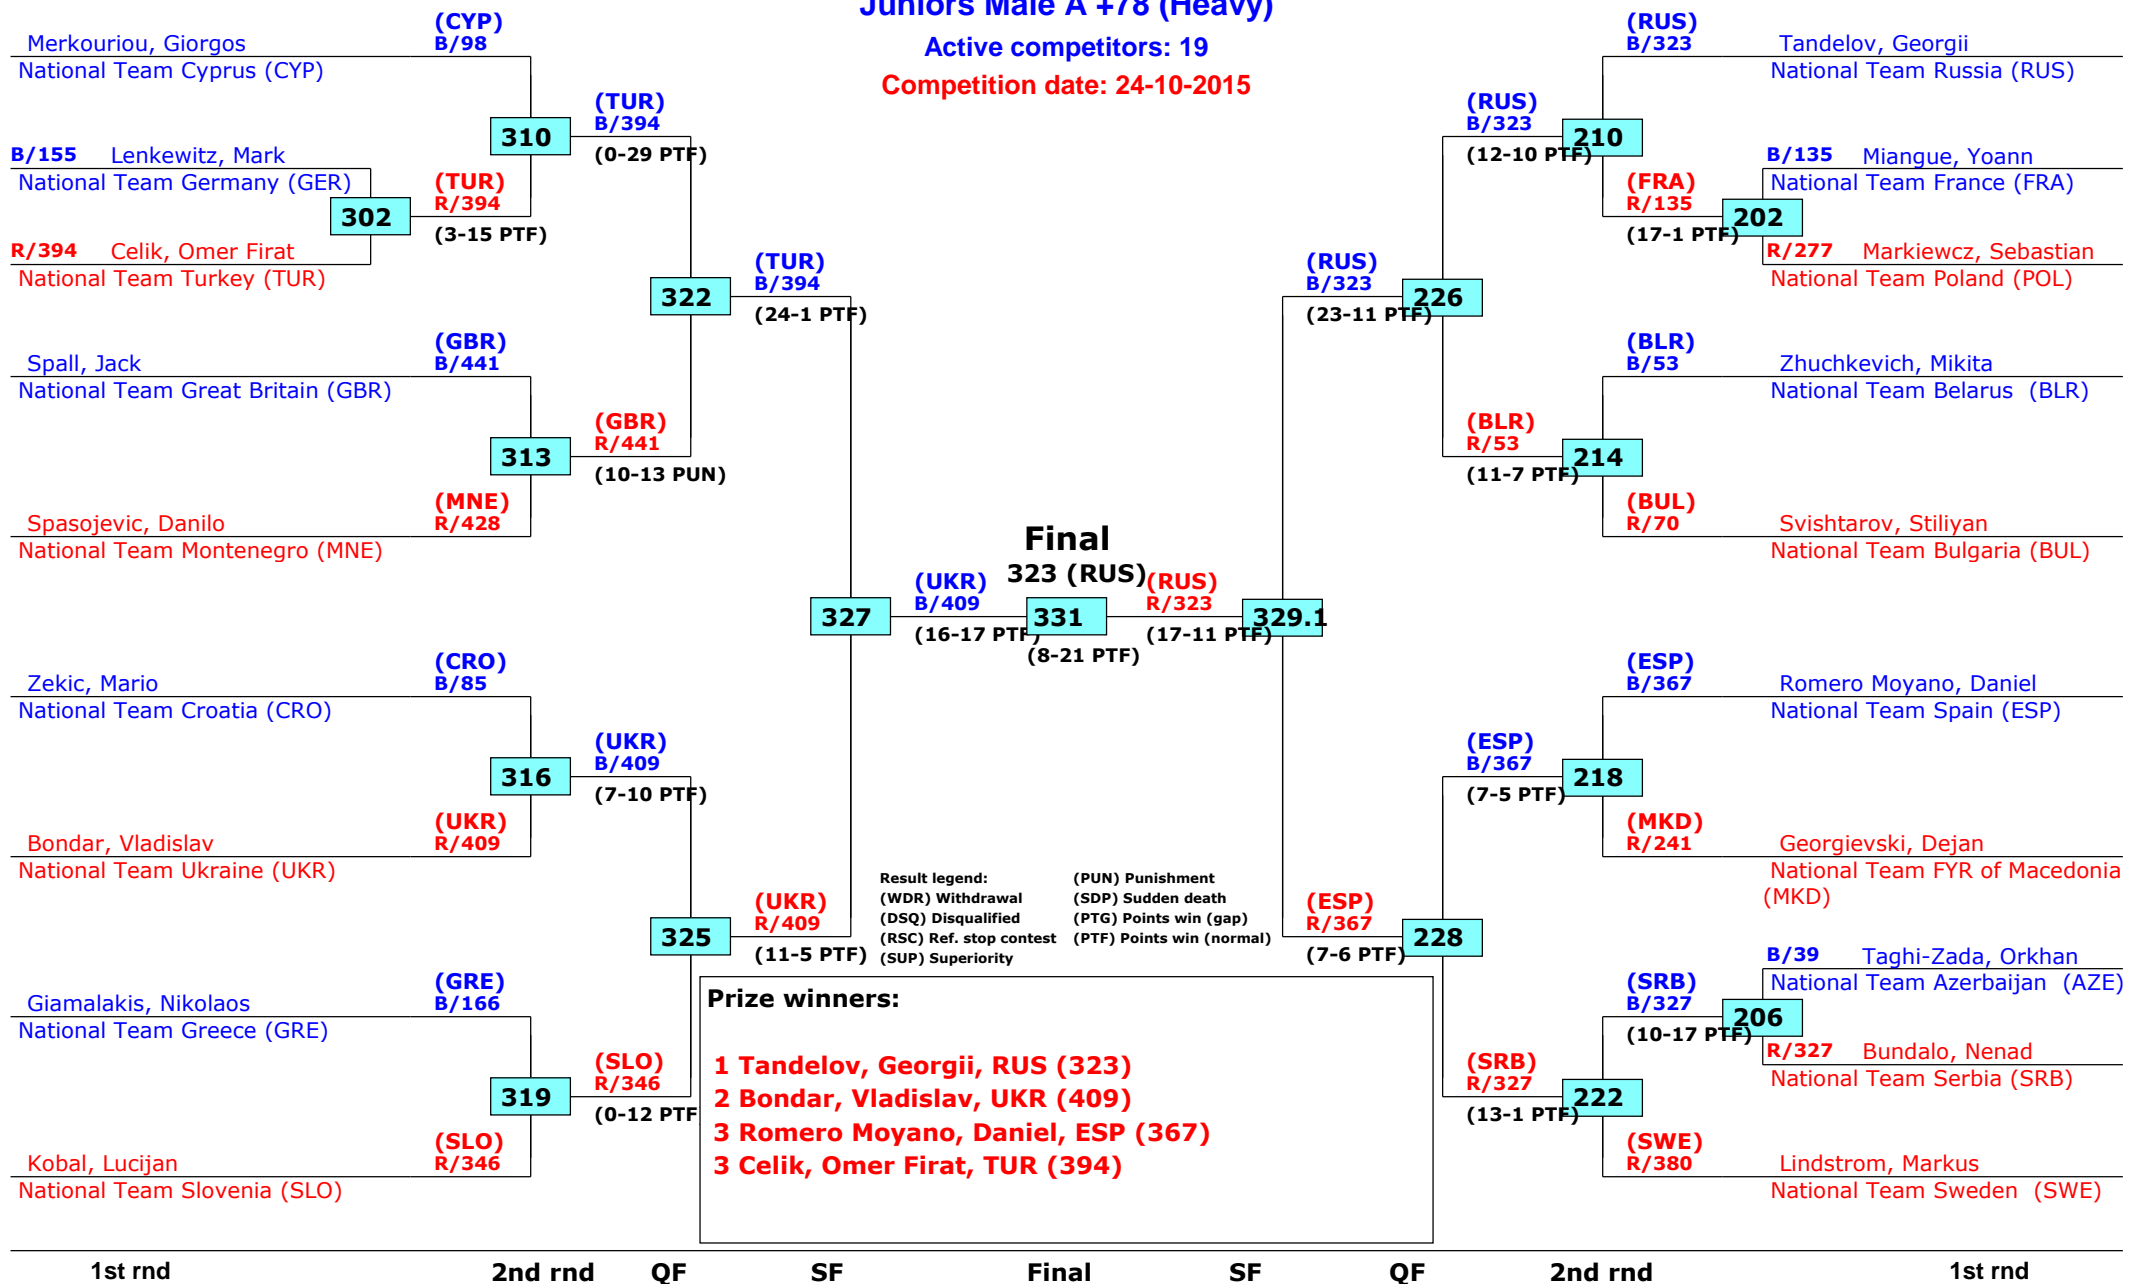 Juniors Male A +78 (Heavy)
Active competitors: 19
Competition date: 24-10-2015
(CYP)
Merkouriou, Giorgos B/98
National Team Cyprus (CYP)
(TUR)
B/394
310
(0-29 PTF)
B/155 Lenkewitz, Mark
National Team Germany (GER)
(TUR)
302 R/394
(3-15 PTF)
R/394 Celik, Omer Firat
National Team Turkey (TUR)
(TUR)
322 B/394
(24-1 PTF)
(GBR)
Spall, Jack B/441
National Team Great Britain (GBR)
(GBR)
R/441
313
(10-13 PUN)
(MNE)
Spasojevic, Danilo R/428
National Team Montenegro (MNE)
327
(UKR)
B/409
(16-17 PTF)
(CRO)
Zekic, Mario B/85
National Team Croatia (CRO)
(UKR)
B/409
316
(7-10 PTF)
(UKR)
Bondar, Vladislav R/409
National Team Ukraine (UKR)
(UKR)
R/409
325
(11-5 PTF)
(GRE)
Giamalakis, Nikolaos B/166
National Team Greece (GRE)
(SLO)
R/346
319
(0-12 PTF
(SLO)
Kobal, Lucijan R/346
National Team Slovenia (SLO)
Final
323 (RUS)
331
(8-21 PTF)
(RUS)
R/323
329.1
(17-11 PTF)
(RUS)
B/323 Tandelov, Georgii
National Team Russia (RUS)
(RUS)
B/323
210
(12-10 PTF)
B/135 Miangue, Yoann
National Team France (FRA)
(FRA)
R/135
202
(17-1 PTF)
R/277 Markiewcz, Sebastian
National Team Poland (POL)
(RUS)
B/323
226
(23-11 PTF)
(BLR)
B/53 Zhuchkevich, Mikita
National Team Belarus (BLR)
(BLR)
R/53
214
(11-7 PTF)
(BUL)
R/70 Svishtarov, Stiliyan
National Team Bulgaria (BUL)
(ESP)
B/367 Romero Moyano, Daniel
National Team Spain (ESP)
(ESP)
B/367
218
(7-5 PTF)
(MKD)
R/241 Georgievski, Dejan
National Team FYR of Macedonia
(MKD)
(ESP)
R/367
228
(7-6 PTF)
B/39 Taghi-Zada, Orkhan
National Team Azerbaijan (AZE)
(SRB)
B/327
206
(10-17 PTF)
R/327 Bundalo, Nenad
National Team Serbia (SRB)
(SRB)
R/327
222
(13-1 PTF)
(SWE)
R/380 Lindstrom, Markus
National Team Sweden (SWE)
Result legend: (PUN) Punishment
(WDR) Withdrawal (SDP) Sudden death
(DSQ) Disqualified (PTG) Points win (gap)
(RSC) Ref. stop contest (PTF) Points win (normal)
(SUP) Superiority
Prize winners:
1 Tandelov, Georgii, RUS (323)
2 Bondar, Vladislav, UKR (409)
3 Romero Moyano, Daniel, ESP (367)
3 Celik, Omer Firat, TUR (394)
1st rnd 2nd rnd QF SF Final SF QF 2nd rnd 1st rnd